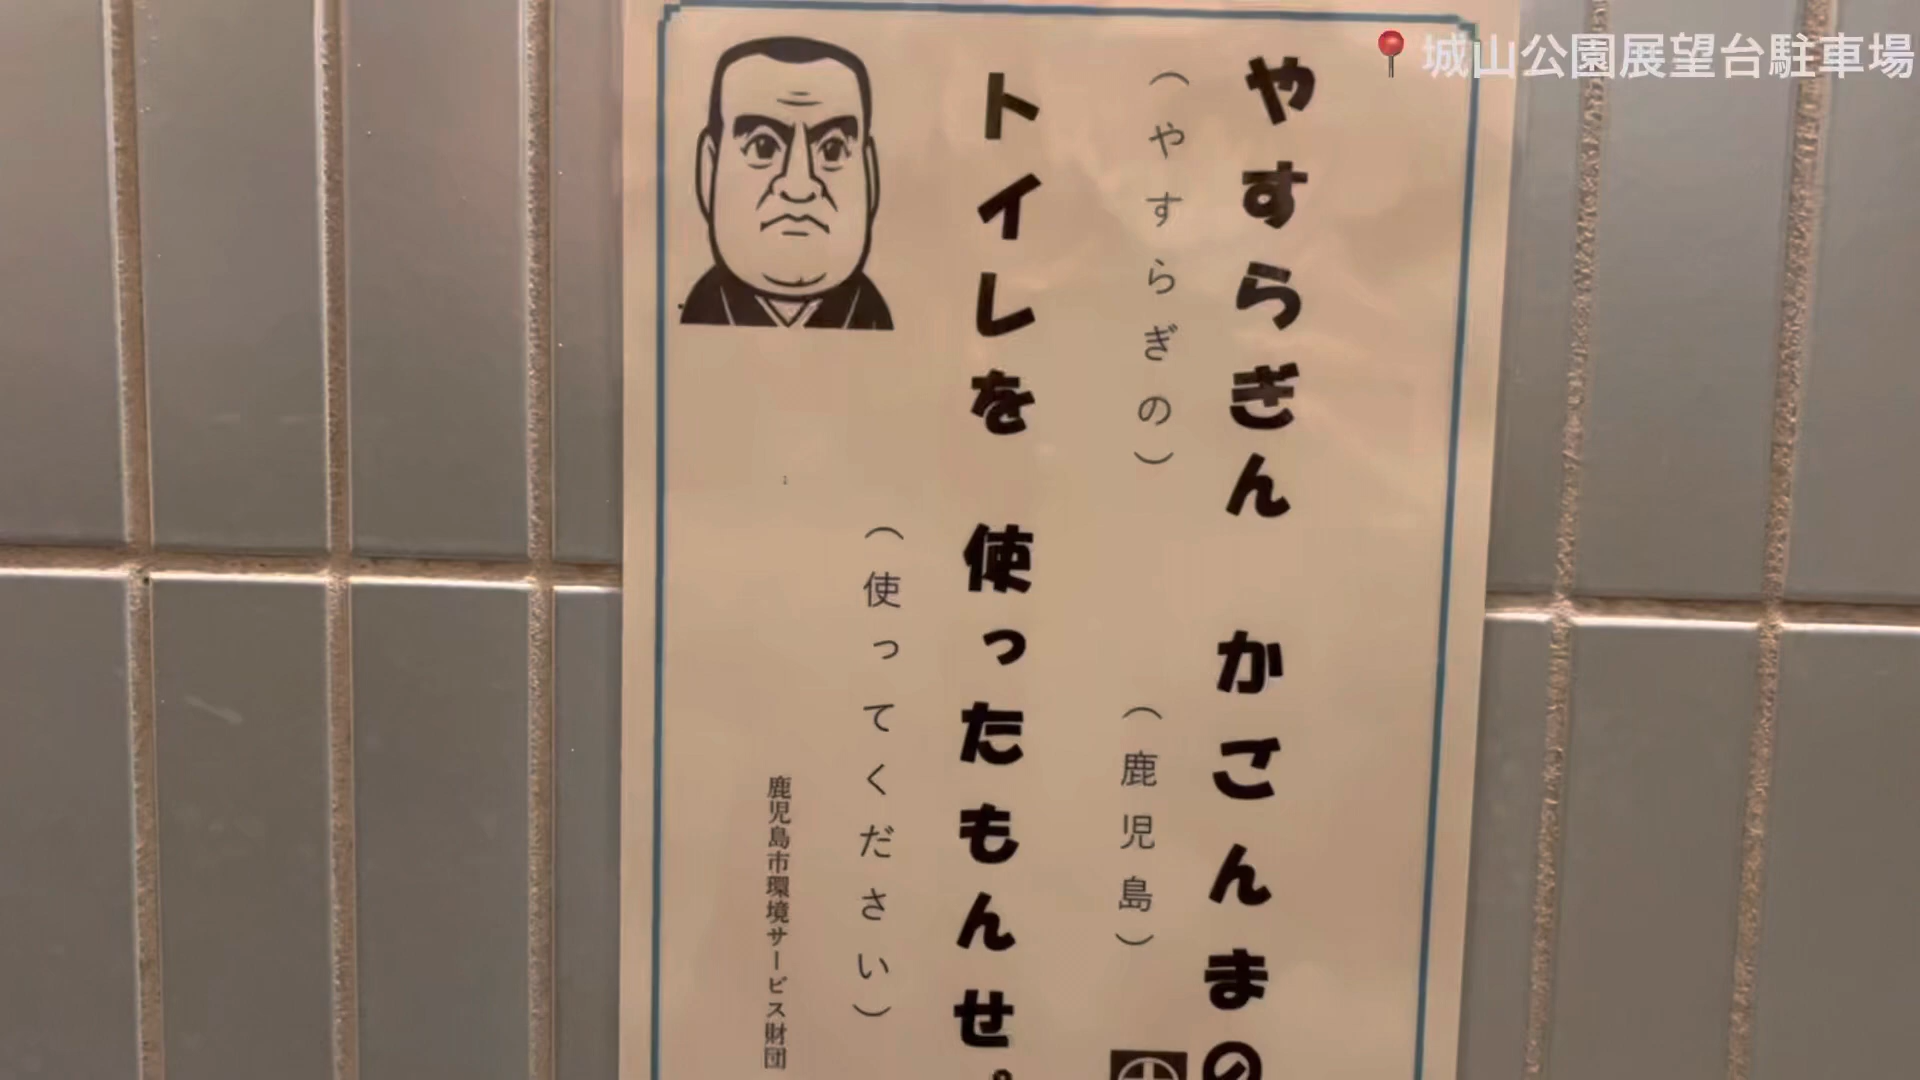 城山公園展望台駐車場
やすらぎん かごんまの
(やすらぎの) (鹿児島)
トイレを 使ったもんせ。
(使ってください)
鹿児島市環境サービス財団